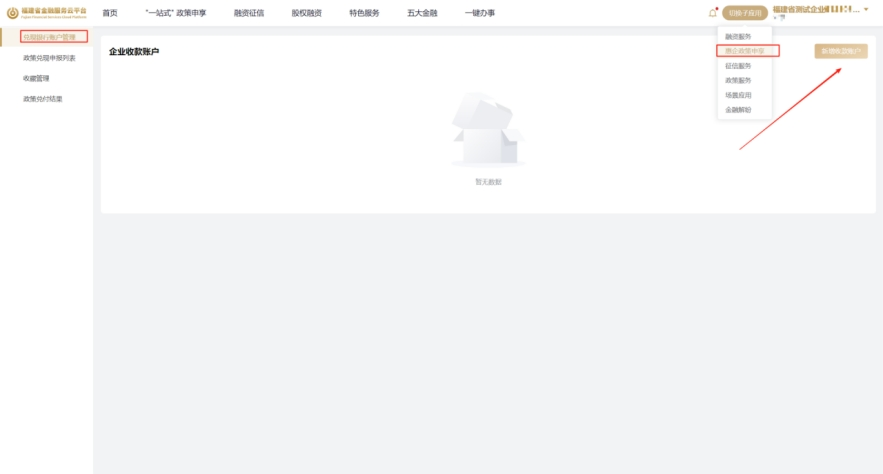 福建省金融服务云平台
首页
“一站式”政策申享
融资征信
股权融资
特色服务
五大金融
一键办事
切换子应用
福建省测试企业
兑现银行账户管理
政策兑现申报列表
收藏管理
政策兑付结果
企业收款账户
新增收款账户
融资服务
惠企政策申享
征信服务
政策服务
场景应用
金融解纷
暂无数据